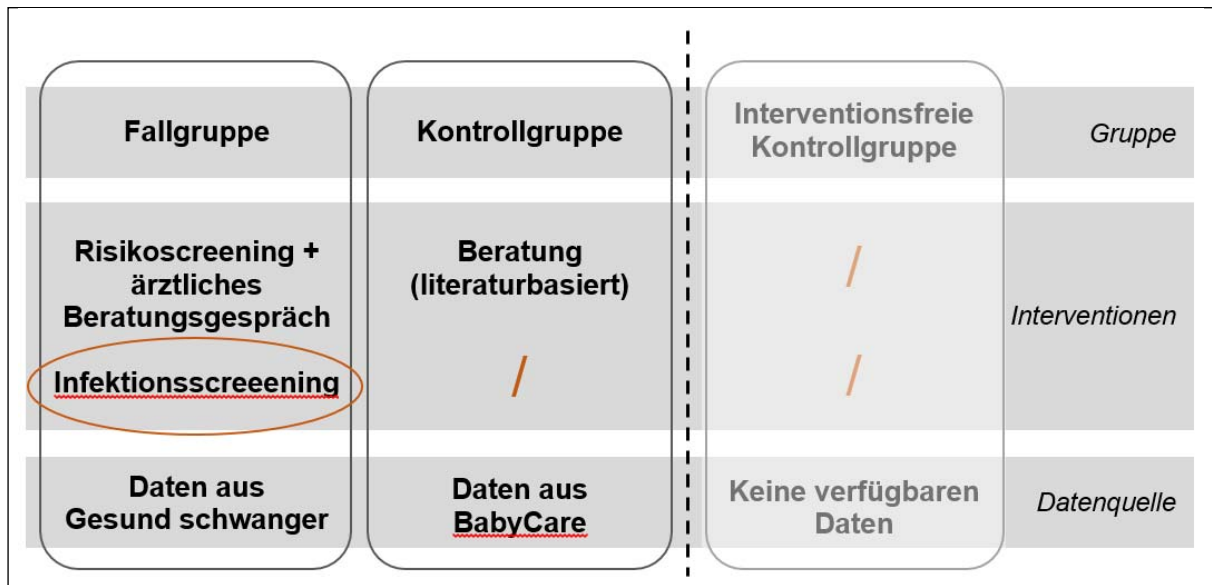 Fallgruppe
Kontrollgruppe
Interventionsfreie
Kontrollgruppe
Gruppe
Risikoscreening +
ärztliches
Beratungsgespräch
Beratung
(literaturbasiert)
/
Interventionen
Infektionsscreeening
/
/
Daten aus
Gesund schwanger
Daten aus
BabyCare
Keine verfügbaren
Daten
Datenquelle